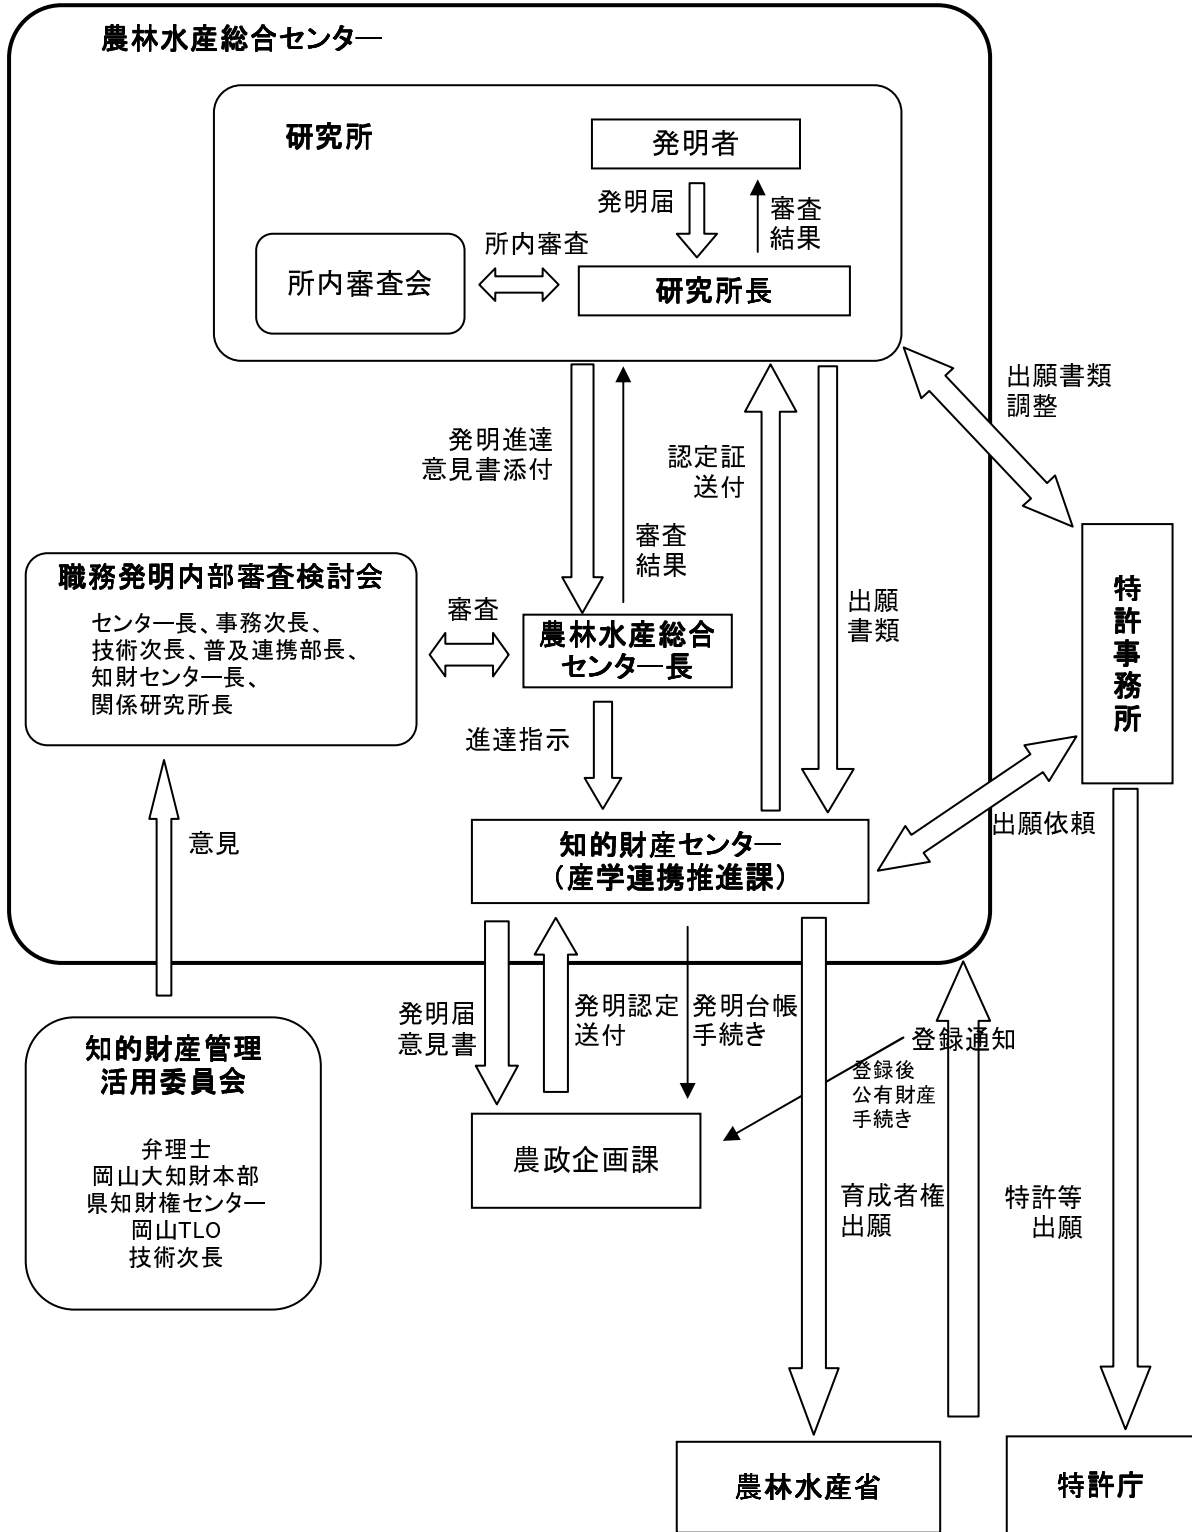 農林水産総合センター
研究所
発明者
発明届
審査
結果
所内審査
所内審査会
研究所長
出願書類
調整
発明進達
意見書添付
認定証
送付
審査
結果
出願
書類
職務発明内部審査検討会
センター長、事務次長、
技術次長、普及連携部長、
知財センター長、
関係研究所長
審査
農林水産総合
センター長
特許事務所
進達指示
意見
知的財産センター
（産学連携推進課）
出願依頼
発明届
意見書
発明認定
送付
発明台帳
手続き
登録通知
登録後
公有財産
手続き
知的財産管理
活用委員会
弁理士
岡山大知財本部
県知財権センター
岡山TLO
技術次長
農政企画課
育成者権
出願
特許等
出願
農林水産省
特許庁